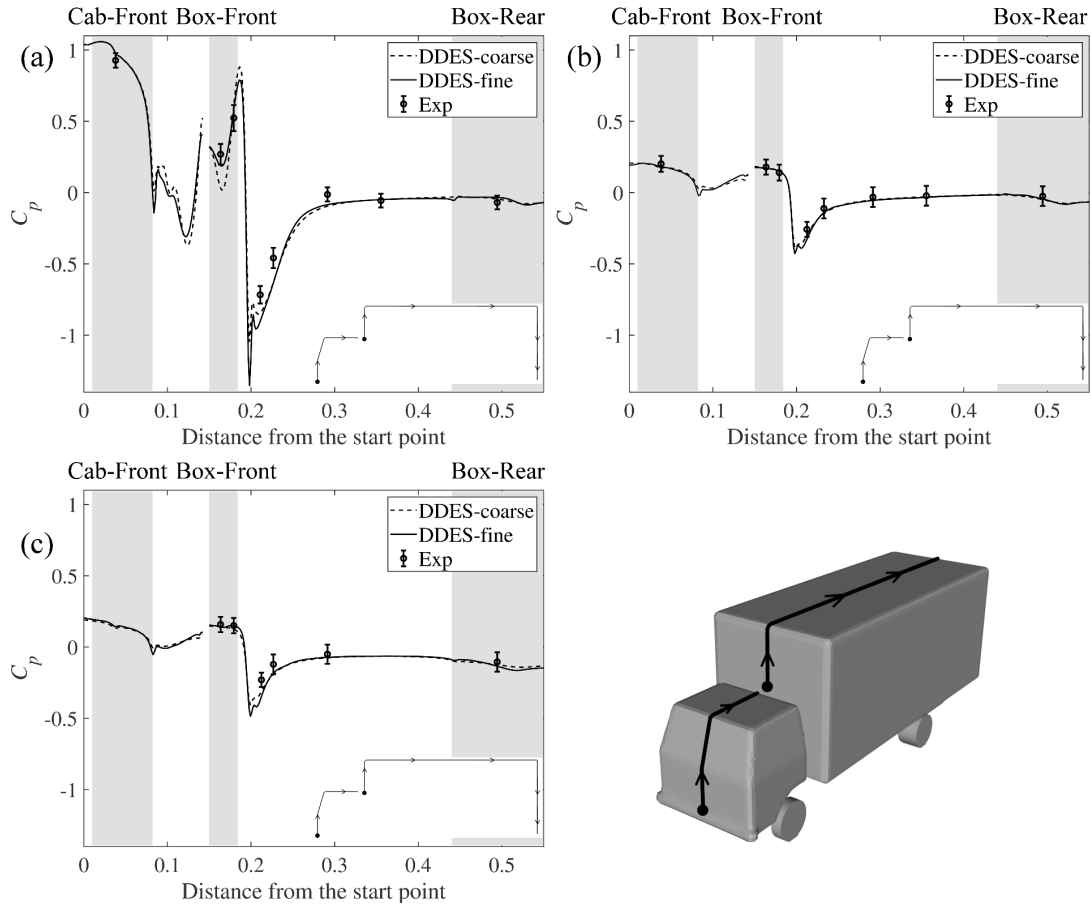 Cab-Front Box-Front Box-Rear
(a)
DDES-coarse
DDES-fine
Exp
1
0.5
0
-0.5
-1
Cp
0 0.1 0.2 0.3 0.4 0.5
Distance from the start point
Cab-Front Box-Front Box-Rear
(b)
DDES-coarse
DDES-fine
Exp
1
0.5
0
-0.5
-1
Cp
0 0.1 0.2 0.3 0.4 0.5
Distance from the start point
Cab-Front Box-Front Box-Rear
(c)
DDES-coarse
DDES-fine
Exp
1
0.5
0
-0.5
-1
Cp
0 0.1 0.2 0.3 0.4 0.5
Distance from the start point